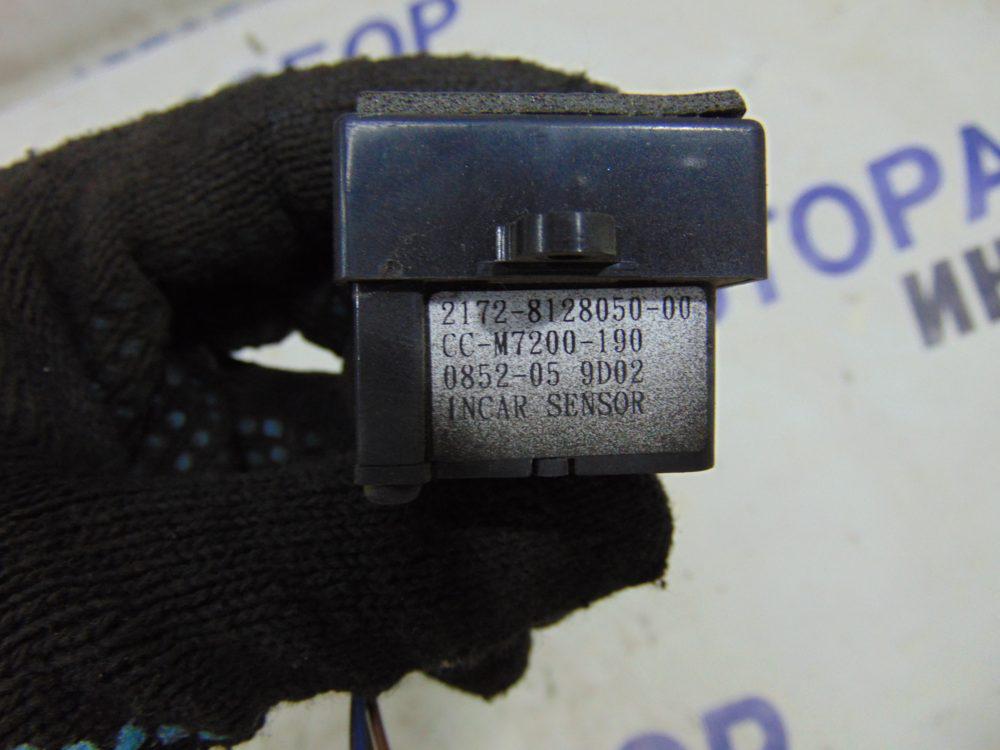 2172-8128050-00
CC-M7200-190
0852-05 9D02
INCAR SENSOR